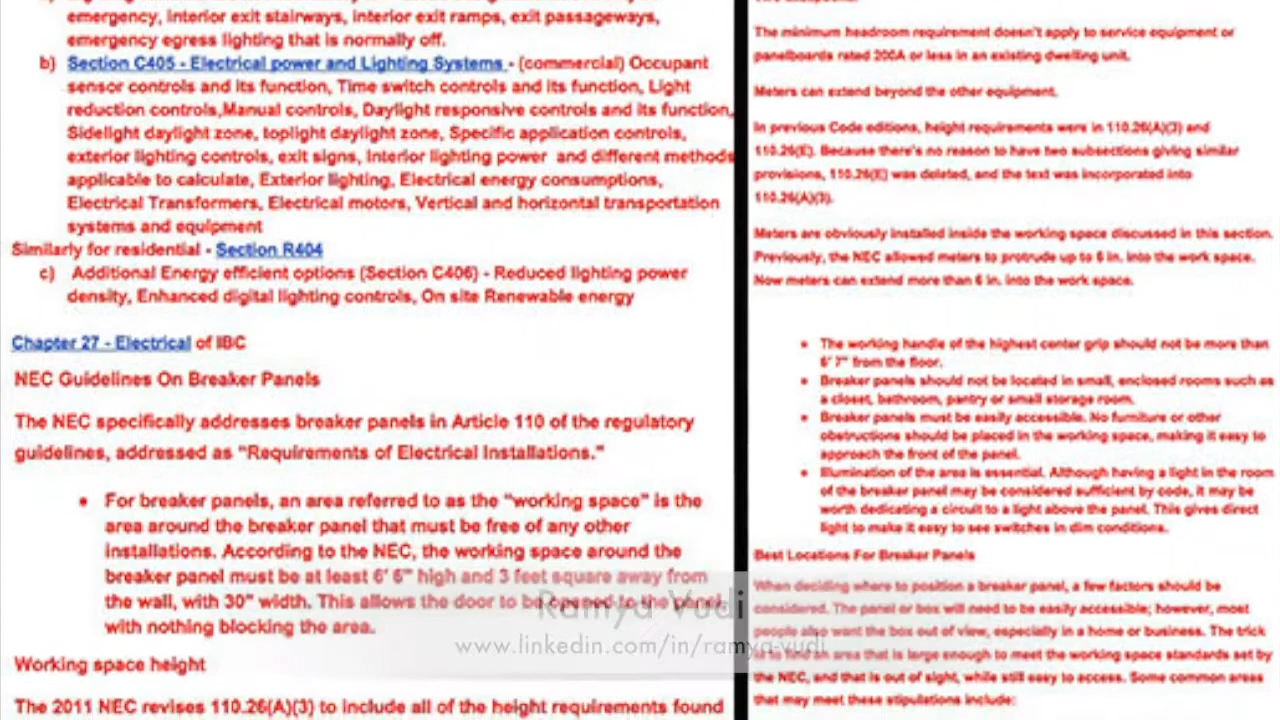 emergency, interior exit stairways, interior exit ramps, exit passageways,
emergency egress lighting that is normally off.
b) Section C405 - Electrical power and Lighting Systems - (commercial) Occupant
sensor controls and its function, Time switch controls and its function, Light
reduction controls,Manual controls, Daylight responsive controls and its function,
Sidelight daylight zone, toplight daylight zone, Specific application controls,
exterior lighting controls, exit signs, Interior lighting power and different methods
applicable to calculate, Exterior lighting, Electrical energy consumptions,
Electrical Transformers, Electrical motors, Vertical and horizontal transportation
systems and equipment
Similarly for residential - Section R404
c) Additional Energy efficient options (Section C406) - Reduced lighting power
density, Enhanced digital lighting controls, On site Renewable energy
Chapter 27 - Electrical of IBC
NEC Guidelines On Breaker Panels
The NEC specifically addresses breaker panels in Article 110 of the regulatory
guidelines, addressed as “Requirements of Electrical Installations.”
• For breaker panels, an area referred to as the “working space” is the
area around the breaker panel that must be free of any other
installations. According to the NEC, the working space around the
breaker panel must be at least 6’ 6” high and 3 feet square away from
the wall, with 30” width. This allows the door to be opened to the
with nothing blocking the area.
Working space height
The 2011 NEC revises 110.26(A)(3) to include all of the height requirements found
The minimum headroom requirement doesn't apply to service equipment or
panelboards rated 200A or less in an existing dwelling unit.
Meters can extend beyond the other equipment.
In previous Code editions, height requirements were in 110.26(A)(3) and
110.26(E). Because there's no reason to have two subsections giving similar
provisions, 110.26(E) was deleted, and the text was incorporated into
110.26(A)(3).
Meters are obviously installed inside the working space discussed in this section.
Previously, the NEC allowed meters to protrude up to 6 in. into the work space.
Now meters can extend more than 6 in. into the work space.
• The working handle of the highest center grip should not be more than
6’ 7” from the floor.
• Breaker panels should not be located in small, enclosed rooms such as
a closet, bathroom, pantry or small storage room.
• Breaker panels must be easily accessible. No furniture or other
obstructions should be placed in the working space, making it easy to
approach the front of the panel.
• Illumination of the area is essential. Although having a light in the room
of the breaker panel may be considered sufficient by code, it may be
worth dedicating a circuit to a light above the panel. This gives direct
light to make it easy to see switches in dim conditions.
Best Locations For Breaker Panels
When deciding where to position a breaker panel, a few factors should be
considered. The panel or box will need to be easily accessible; however, most
people also want the box out of view, especially in a home or business. The trick
is to find an area that is large enough to meet the working space standards set by
the NEC, and that is out of sight, while still easy to access. Some common areas
that may meet these stipulations include:
Ramya Vudi
www.linkedin.com/in/ramya-vudi